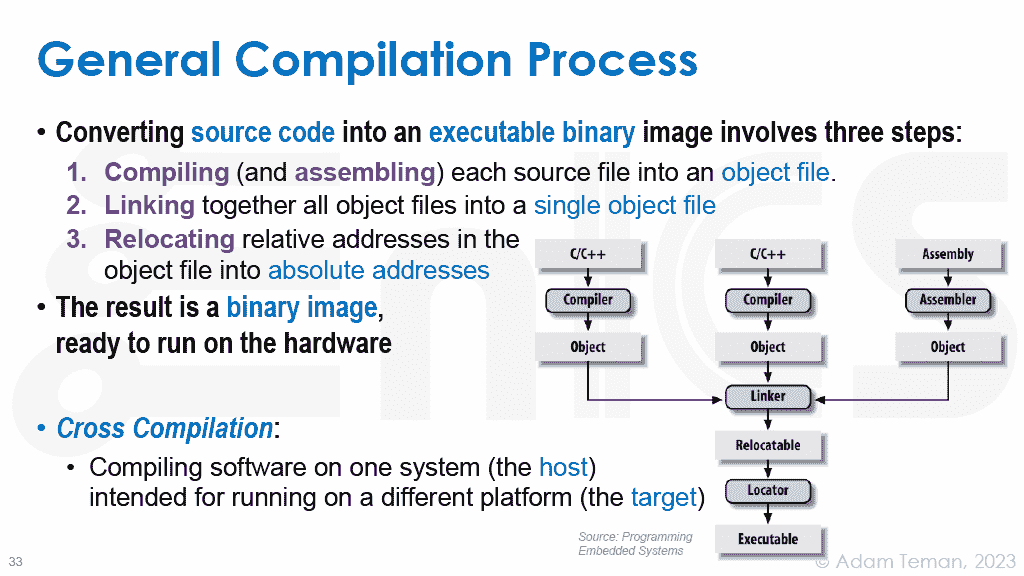 General Compilation Process
• Converting source code into an executable binary image involves three steps:
1. Compiling (and assembling) each source file into an object file.
2. Linking together all object files into a single object file
3. Relocating relative addresses in the
object file into absolute addresses
• The result is a binary image,
ready to run on the hardware
• Cross Compilation:
• Compiling software on one system (the host)
intended for running on a different platform (the target)
C/C++
C/C++
Assembly
Compiler
Compiler
Assembler
Object
Object
Object
Linker
Relocatable
Locator
Executable
Source: Programming
Embedded Systems
33
© Adam Teman, 2023
EnICS